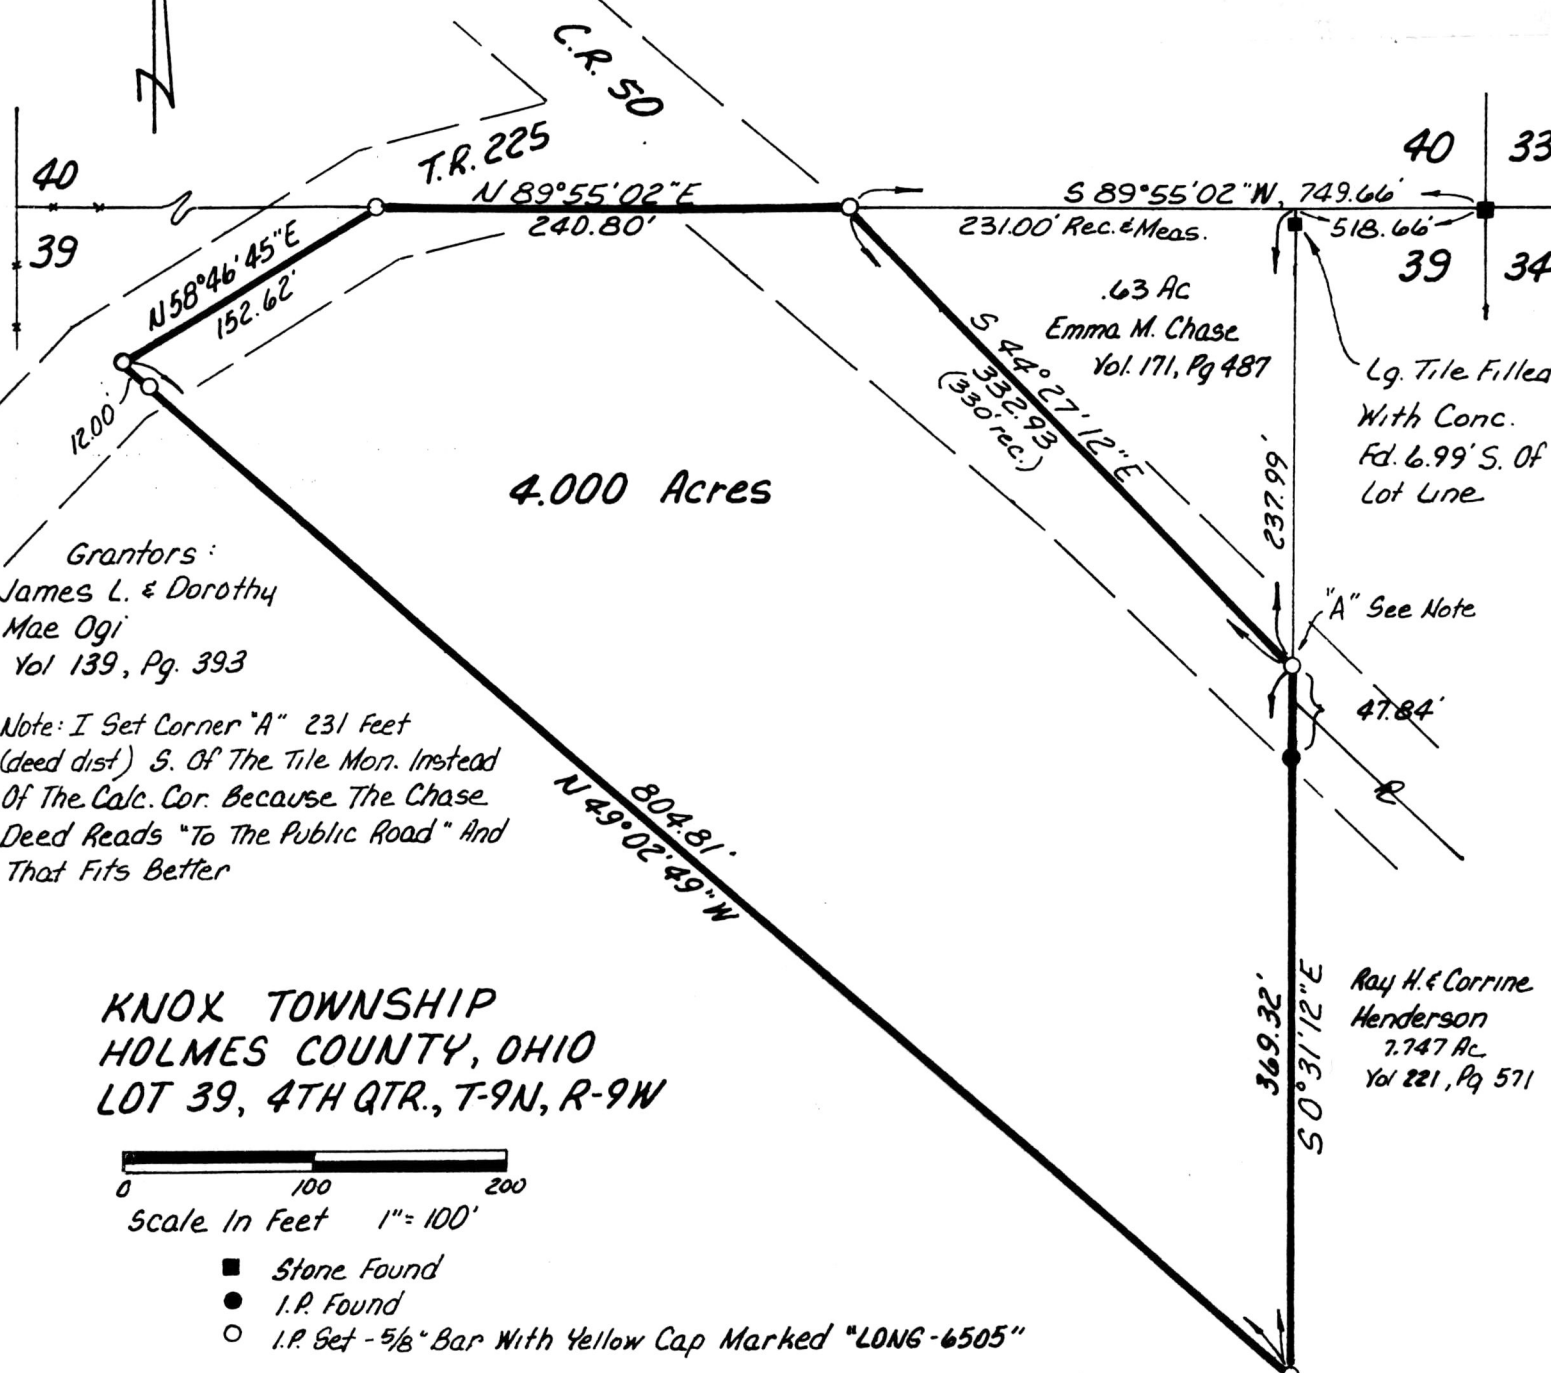 N
C.R. 50
T.R. 225
40
39
40
33
39
34
N 89°55'02"E
240.80'
S 89°55'02"W, 749.66'
231.00' Rec. & Meas.
518.66'
N 58°46'45"E
152.62'
12.00'
.63 Ac
Emma M. Chase
Vol. 171, Pg 487
S 44°27'12"E
332.93
(330' rec.)
Lg. Tile Filled
With Conc.
Fd. 6.99' S. Of
Lot Line
237.99'
4.000 Acres
Grantors:
James L. & Dorothy
Mae Ogi
Vol 139, Pg. 393
"A" See Note
47.84'
Note: I Set Corner "A" 231 Feet
(deed dist) S. Of The Tile Mon. Instead
Of The Calc. Cor. Because The Chase
Deed Reads "To The Public Road" And
That Fits Better
804.81'
N 49°02'49"W
369.32'
S 0°31'12"E
Ray H. & Corrine
Henderson
7.747 Ac.
Vol 221, Pg 571
KNOX TOWNSHIP
HOLMES COUNTY, OHIO
LOT 39, 4TH QTR., T-9N, R-9W
0 100 200
Scale In Feet 1"=100'
Stone Found
I.P. Found
I.P. Set - 5/8" Bar With Yellow Cap Marked "LONG-6505"